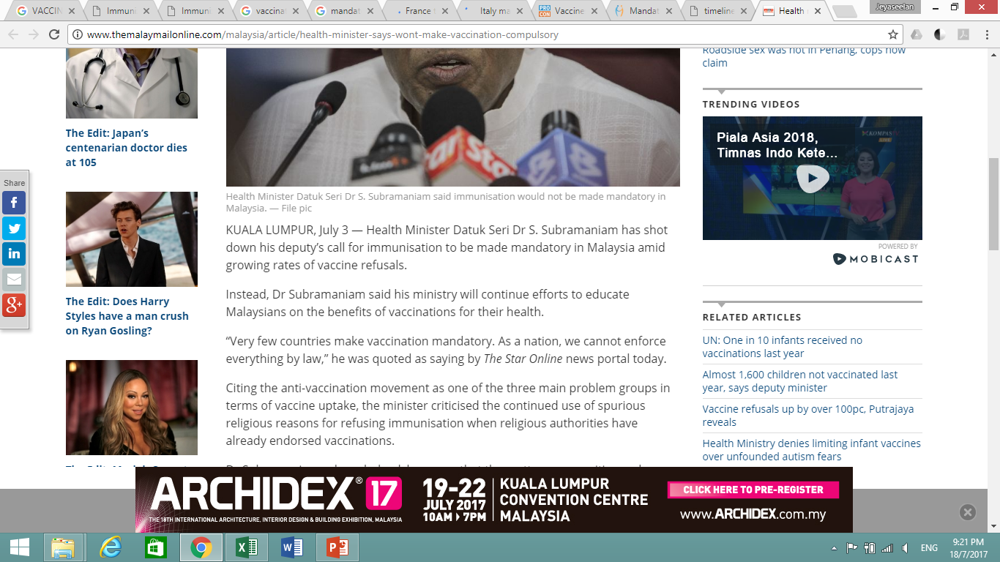 VACCIN
Immuni
Immuni
vaccinat
mandat
France t
Italy ma
PRO CON
Vaccine
Mandat
timeline
Health
Jeyaseelan
www.themalaymailonline.com/malaysia/article/health-minister-says-wont-make-vaccination-compulsory
Share
The Edit: Japan's
centenarian doctor dies
at 105
The Edit: Does Harry
Styles have a man crush
on Ryan Gosling?
star
Health Minister Datuk Seri Dr S. Subramaniam said immunisation would not be made mandatory in
Malaysia. — File pic
KUALA LUMPUR, July 3 — Health Minister Datuk Seri Dr S. Subramaniam has shot
down his deputy's call for immunisation to be made mandatory in Malaysia amid
growing rates of vaccine refusals.
Instead, Dr Subramaniam said his ministry will continue efforts to educate
Malaysians on the benefits of vaccinations for their health.
“Very few countries make vaccination mandatory. As a nation, we cannot enforce
everything by law,” he was quoted as saying by The Star Online news portal today.
Citing the anti-vaccination movement as one of the three main problem groups in
terms of vaccine uptake, the minister criticised the continued use of spurious
religious reasons for refusing immunisation when religious authorities have
already endorsed vaccinations.
Roadside sex was not in Penang, cops now
claim
TRENDING VIDEOS
Piala Asia 2018,
Timnas Indo Kete...
KOMPAS
POWERED BY
MOBICAST
RELATED ARTICLES
UN: One in 10 infants received no
vaccinations last year
Almost 1,600 children not vaccinated last
year, says deputy minister
Vaccine refusals up by over 100pc, Putrajaya
reveals
Health Ministry denies limiting infant vaccines
over unfounded autism fears
ARCHIDEX® 17
THE 18TH INTERNATIONAL ARCHITECTURE, INTERIOR DESIGN & BUILDING EXHIBITION, MALAYSIA
19-22
JULY 2017
10AM 7PM
KUALA LUMPUR
CONVENTION CENTRE
MALAYSIA
CLICK HERE TO PRE-REGISTER
www.ARCHIDEX.com.my
ENG
9:21 PM
18/7/2017